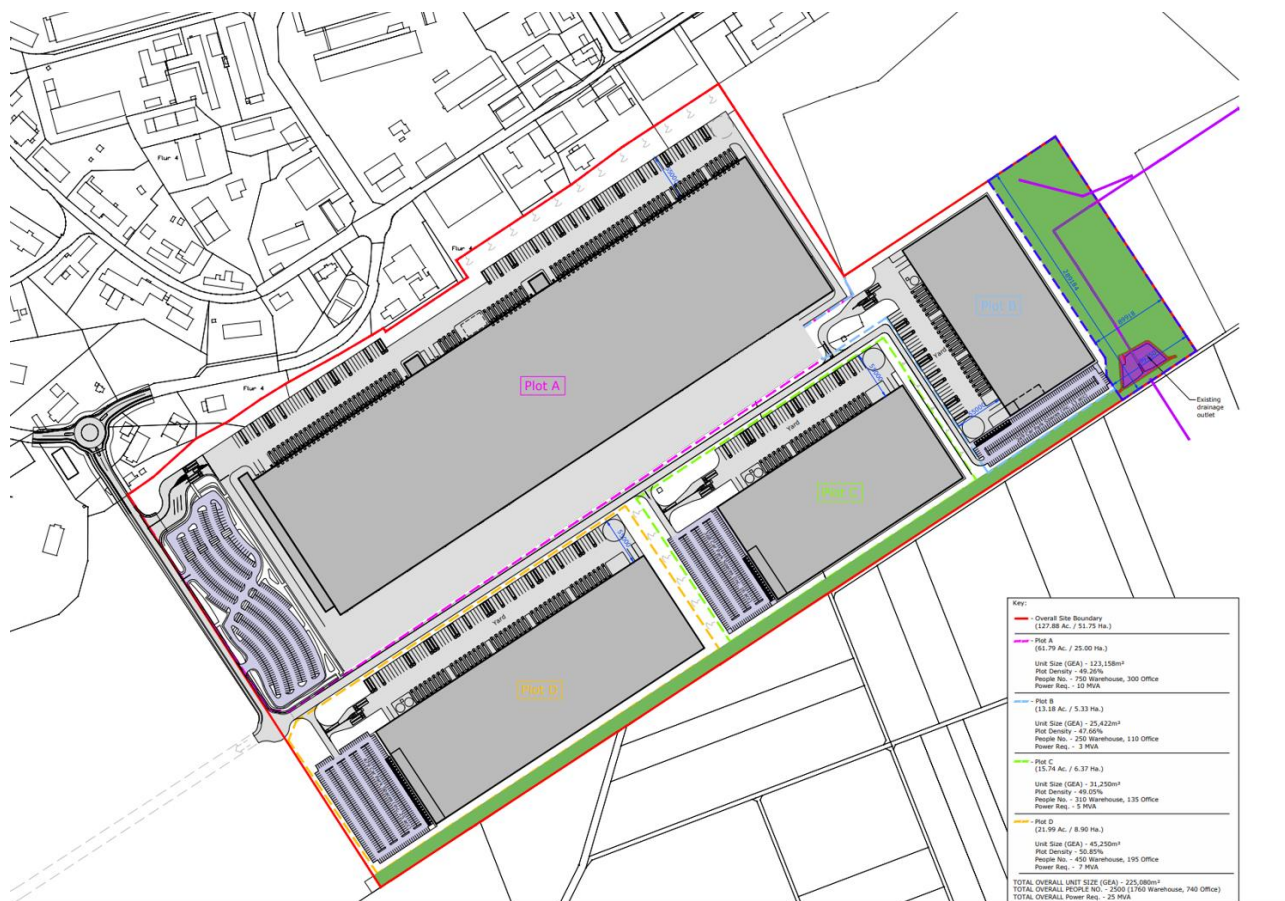 Flur 4
Flur 4
Flur 4
Plot A
Plot B
Plot C
Plot D
Yard
Yard
Yard
Existing
drainage
outlet
Key:
- Overall Site Boundary
(127.88 Ac. / 51.75 Ha.)
- Plot A
(61.79 Ac. / 25.00 Ha.)
Unit Size (GEA) - 123,158m²
Plot Density - 49.26%
People No. - 750 Warehouse, 300 Office
Power Req. - 10 MVA
- Plot B
(13.18 Ac. / 5.33 Ha.)
Unit Size (GEA) - 25,422m²
Plot Density - 47.66%
People No. - 250 Warehouse, 110 Office
Power Req. - 3 MVA
- Plot C
(15.74 Ac. / 6.37 Ha.)
Unit Size (GEA) - 31,250m²
Plot Density - 49.05%
People No. - 310 Warehouse, 135 Office
Power Req. - 5 MVA
- Plot D
(21.99 Ac. / 8.90 Ha.)
Unit Size (GEA) - 45,250m²
Plot Density - 50.85%
People No. - 450 Warehouse, 195 Office
Power Req. - 7 MVA
TOTAL OVERALL UNIT SIZE (GEA) - 225,080m²
TOTAL OVERALL PEOPLE NO. - 2500 (1760 Warehouse, 740 Office)
TOTAL OVERALL Power Req. - 25 MVA